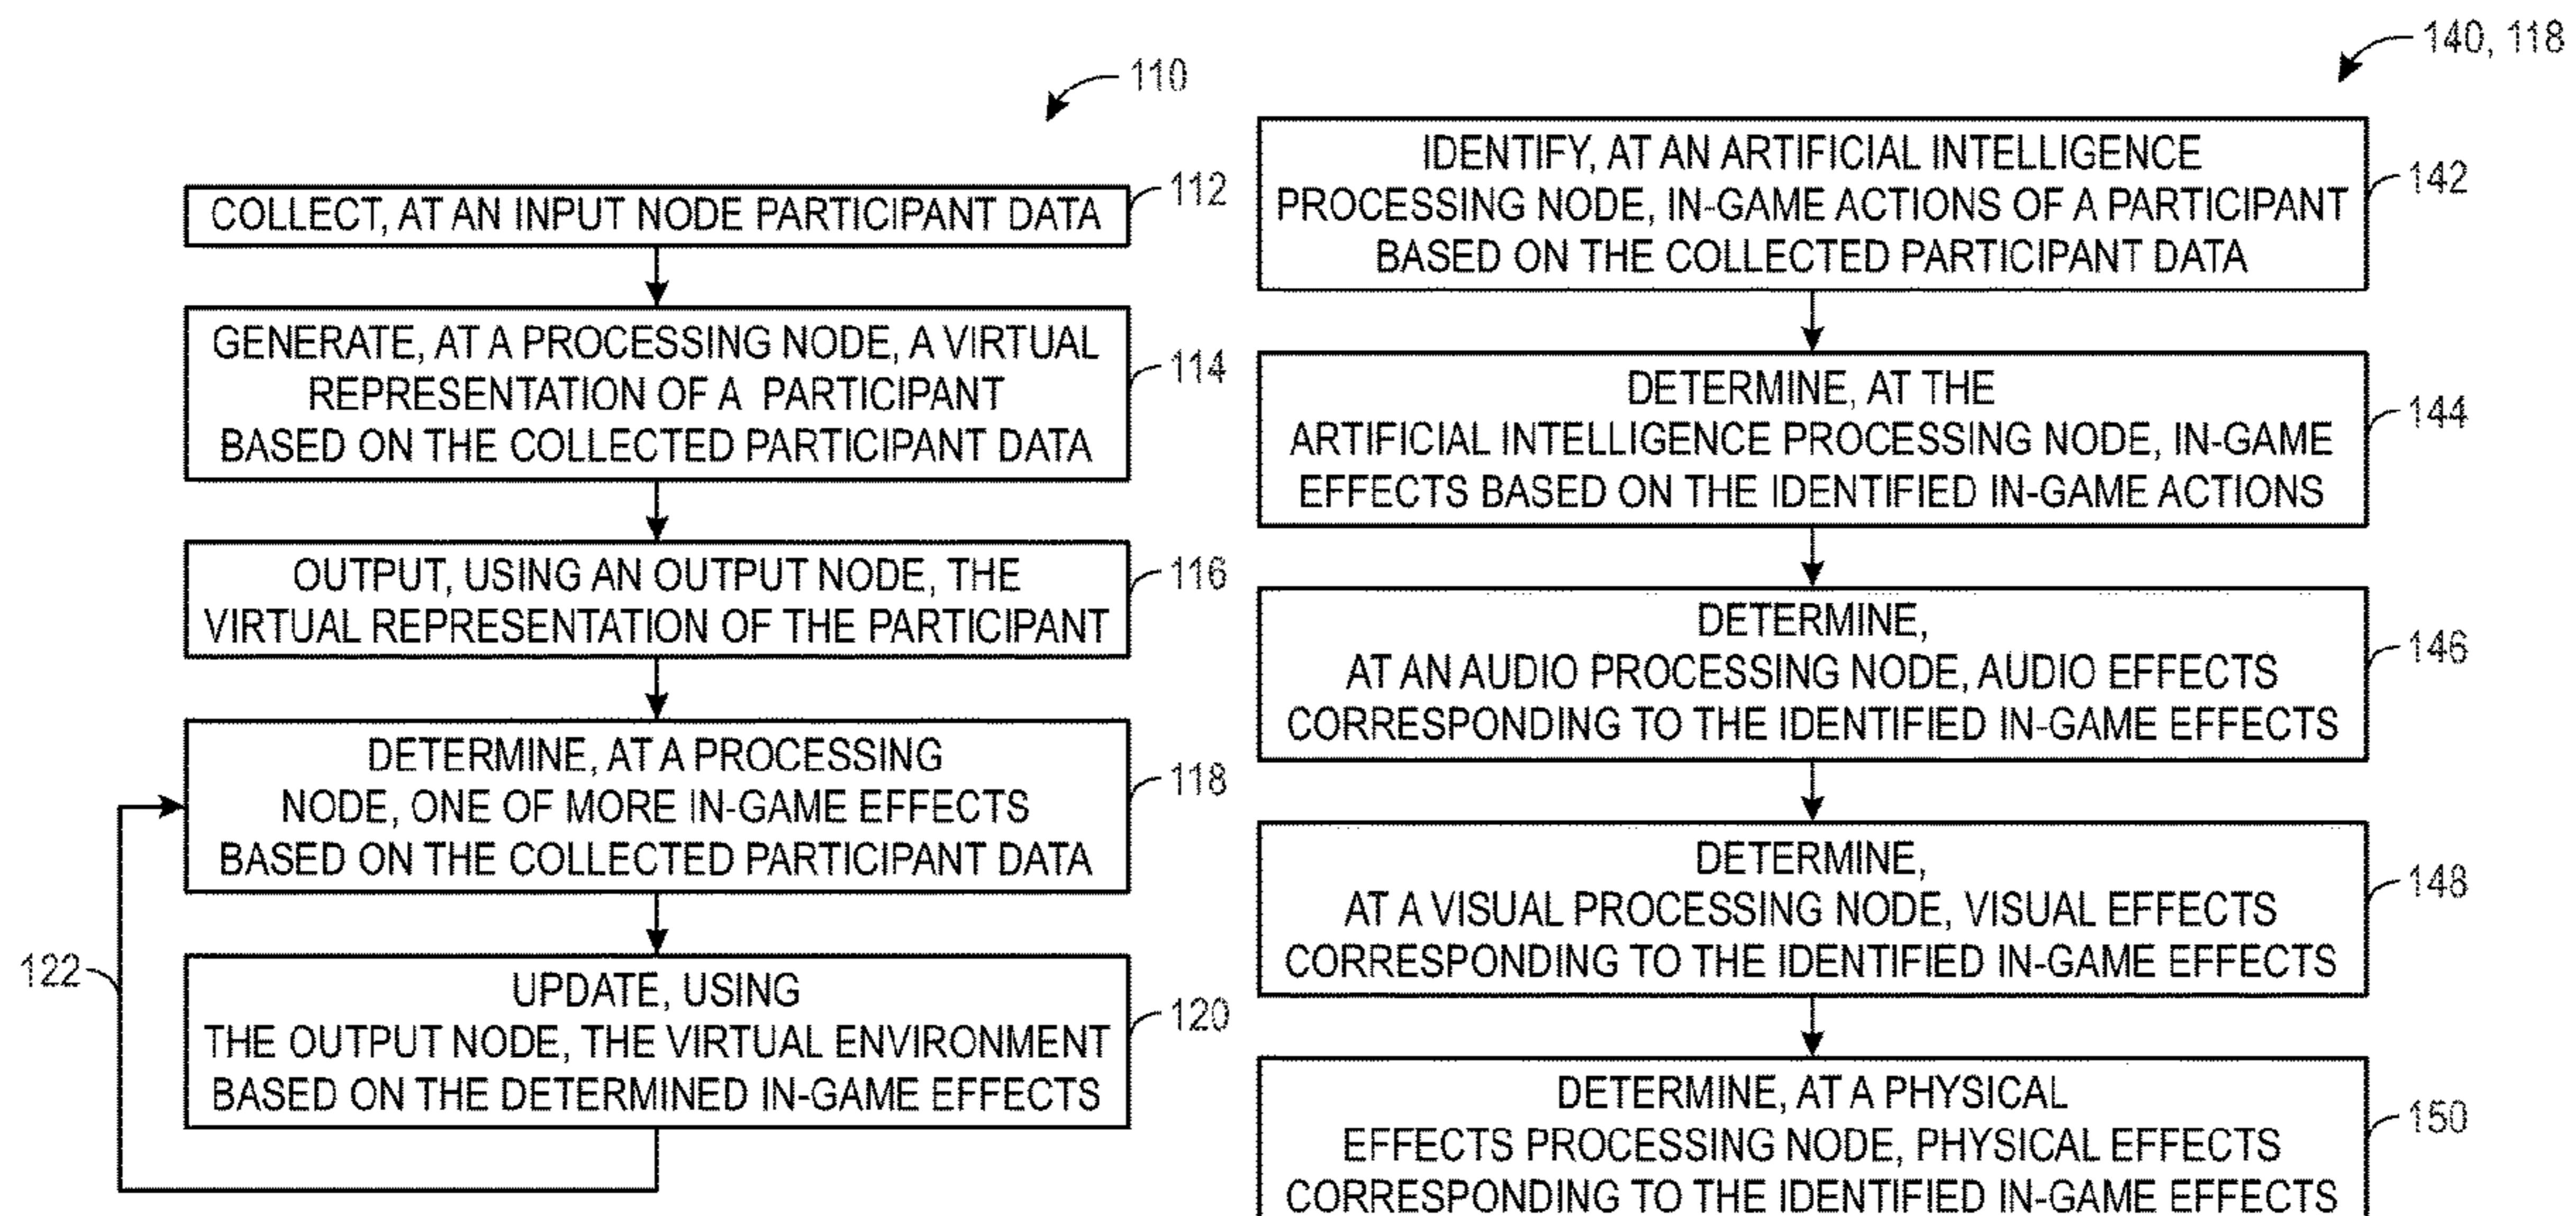 110
COLLECT, AT AN INPUT NODE PARTICIPANT DATA
112
GENERATE, AT A PROCESSING NODE, A VIRTUAL
REPRESENTATION OF A PARTICIPANT
BASED ON THE COLLECTED PARTICIPANT DATA
114
OUTPUT, USING AN OUTPUT NODE, THE
VIRTUAL REPRESENTATION OF THE PARTICIPANT
116
DETERMINE, AT A PROCESSING
NODE, ONE OF MORE IN-GAME EFFECTS
BASED ON THE COLLECTED PARTICIPANT DATA
118
UPDATE, USING
THE OUTPUT NODE, THE VIRTUAL ENVIRONMENT
BASED ON THE DETERMINED IN-GAME EFFECTS
120
122
140, 118
IDENTIFY, AT AN ARTIFICIAL INTELLIGENCE
PROCESSING NODE, IN-GAME ACTIONS OF A PARTICIPANT
BASED ON THE COLLECTED PARTICIPANT DATA
142
DETERMINE, AT THE
ARTIFICIAL INTELLIGENCE PROCESSING NODE, IN-GAME
EFFECTS BASED ON THE IDENTIFIED IN-GAME ACTIONS
144
DETERMINE,
AT AN AUDIO PROCESSING NODE, AUDIO EFFECTS
CORRESPONDING TO THE IDENTIFIED IN-GAME EFFECTS
146
DETERMINE,
AT A VISUAL PROCESSING NODE, VISUAL EFFECTS
CORRESPONDING TO THE IDENTIFIED IN-GAME EFFECTS
148
DETERMINE, AT A PHYSICAL
EFFECTS PROCESSING NODE, PHYSICAL EFFECTS
CORRESPONDING TO THE IDENTIFIED IN-GAME EFFECTS
150